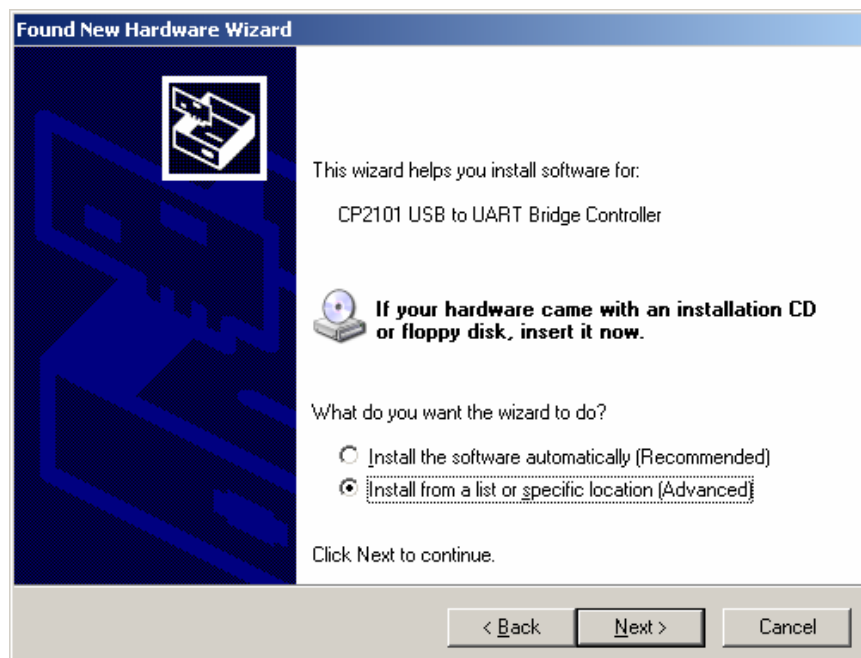 Found New Hardware Wizard
This wizard helps you install software for:
CP2101 USB to UART Bridge Controller
If your hardware came with an installation CD
or floppy disk, insert it now.
What do you want the wizard to do?
Install the software automatically (Recommended)
Install from a list or specific location (Advanced)
Click Next to continue.
< Back Next > Cancel